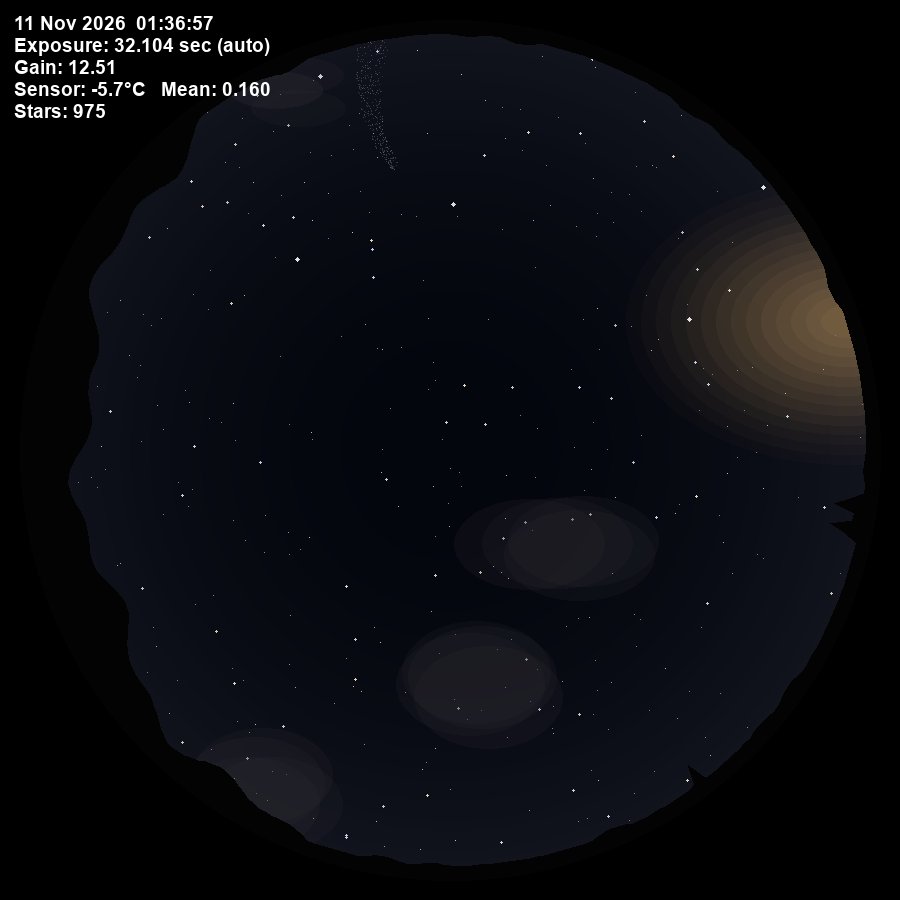 11 Nov 2026  01:36:57
Exposure: 32.104 sec (auto)
Gain: 12.51
Sensor: -5.7°C   Mean: 0.160
Stars: 975